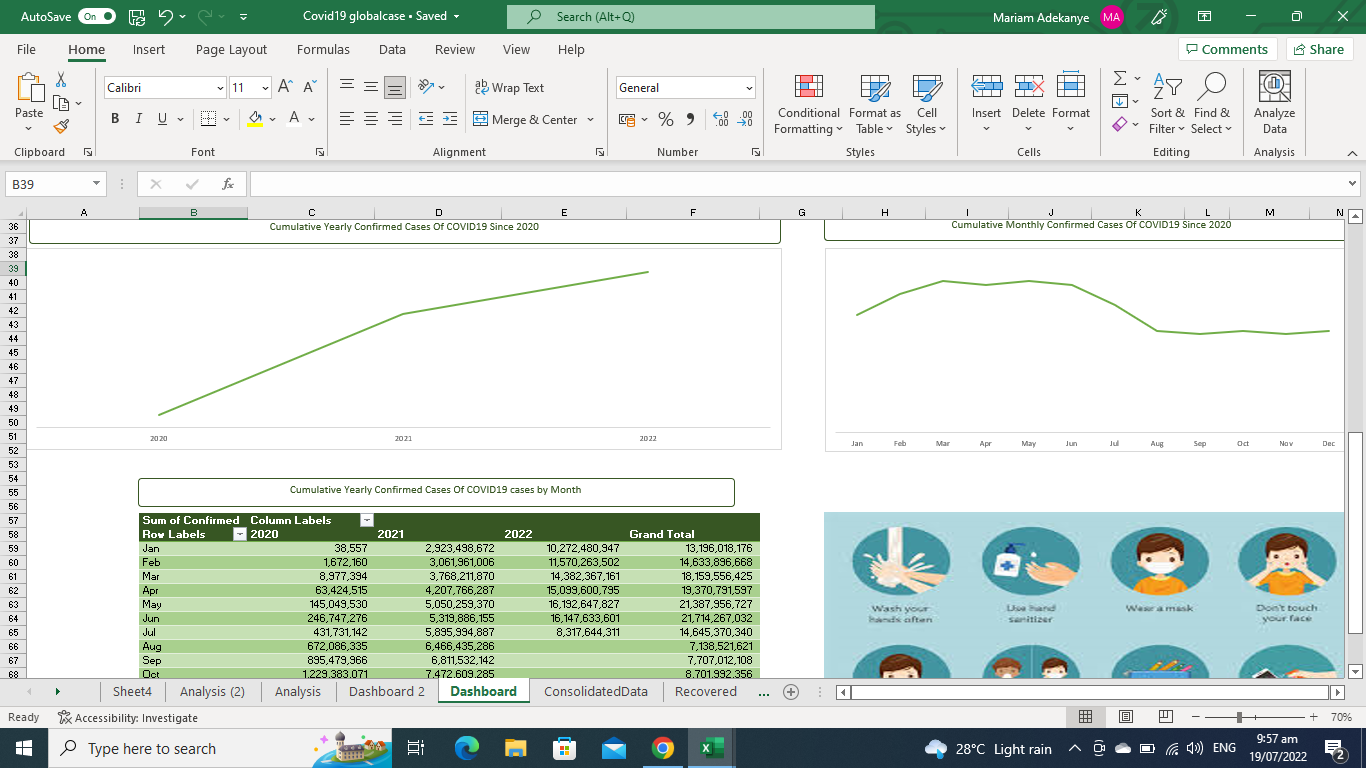 AutoSave On Covid19 globalcase • Saved Search (Alt+Q) Mariam Adekanye MA
File Home Insert Page Layout Formulas Data Review View Help Comments Share
Calibri 11 Wrap Text General
Paste B I U A Merge & Center % Conditional Formatting Format as Table Cell Styles Insert Delete Format Sort & Filter Find & Select Analyze Data
Clipboard Font Alignment Number Styles Cells Editing Analysis
B39 fx
A B C D E F G H I J K L M N
36 Cumulative Yearly Confirmed Cases Of COVID19 Since 2020 Cumulative Monthly Confirmed Cases Of COVID19 Since 2020
37
38
39
40
41
42
43
44
45
46
47
48
49
50
51 2020 2021 2022 Jan Feb Mar Apr May Jun Jul Aug Sep Oct Nov Dec
52
53
54
55 Cumulative Yearly Confirmed Cases Of COVID19 cases by Month
56
57 Sum of Confirmed Column Labels
58 Row Labels 2020 2021 2022 Grand Total
59 Jan 38,557 2,923,498,672 10,272,480,947 13,196,018,176
60 Feb 1,672,160 3,061,961,006 11,570,263,502 14,633,896,668
61 Mar 8,977,394 3,768,211,870 14,382,367,161 18,159,556,425
62 Apr 63,424,515 4,207,766,287 15,099,600,795 19,370,791,597
63 May 145,049,530 5,050,259,370 16,192,647,827 21,387,956,727
64 Jun 246,747,276 5,319,886,155 16,147,633,601 21,714,267,032
65 Jul 431,731,142 5,895,994,887 8,317,644,311 14,645,370,340
66 Aug 672,086,335 6,466,435,286 7,138,521,621
67 Sep 895,479,966 6,811,532,142 7,707,012,108
68 Oct 1,229,383,071 7,472,609,285 8,701,992,356
Wash your hands often
Use hand sanitizer
Wear a mask
Don't touch your face
Sheet4 Analysis (2) Analysis Dashboard 2 Dashboard ConsolidatedData Recovered ...
Ready Accessibility: Investigate 70%
Type here to search 28°C Light rain ENG 9:57 am
19/07/2022 2